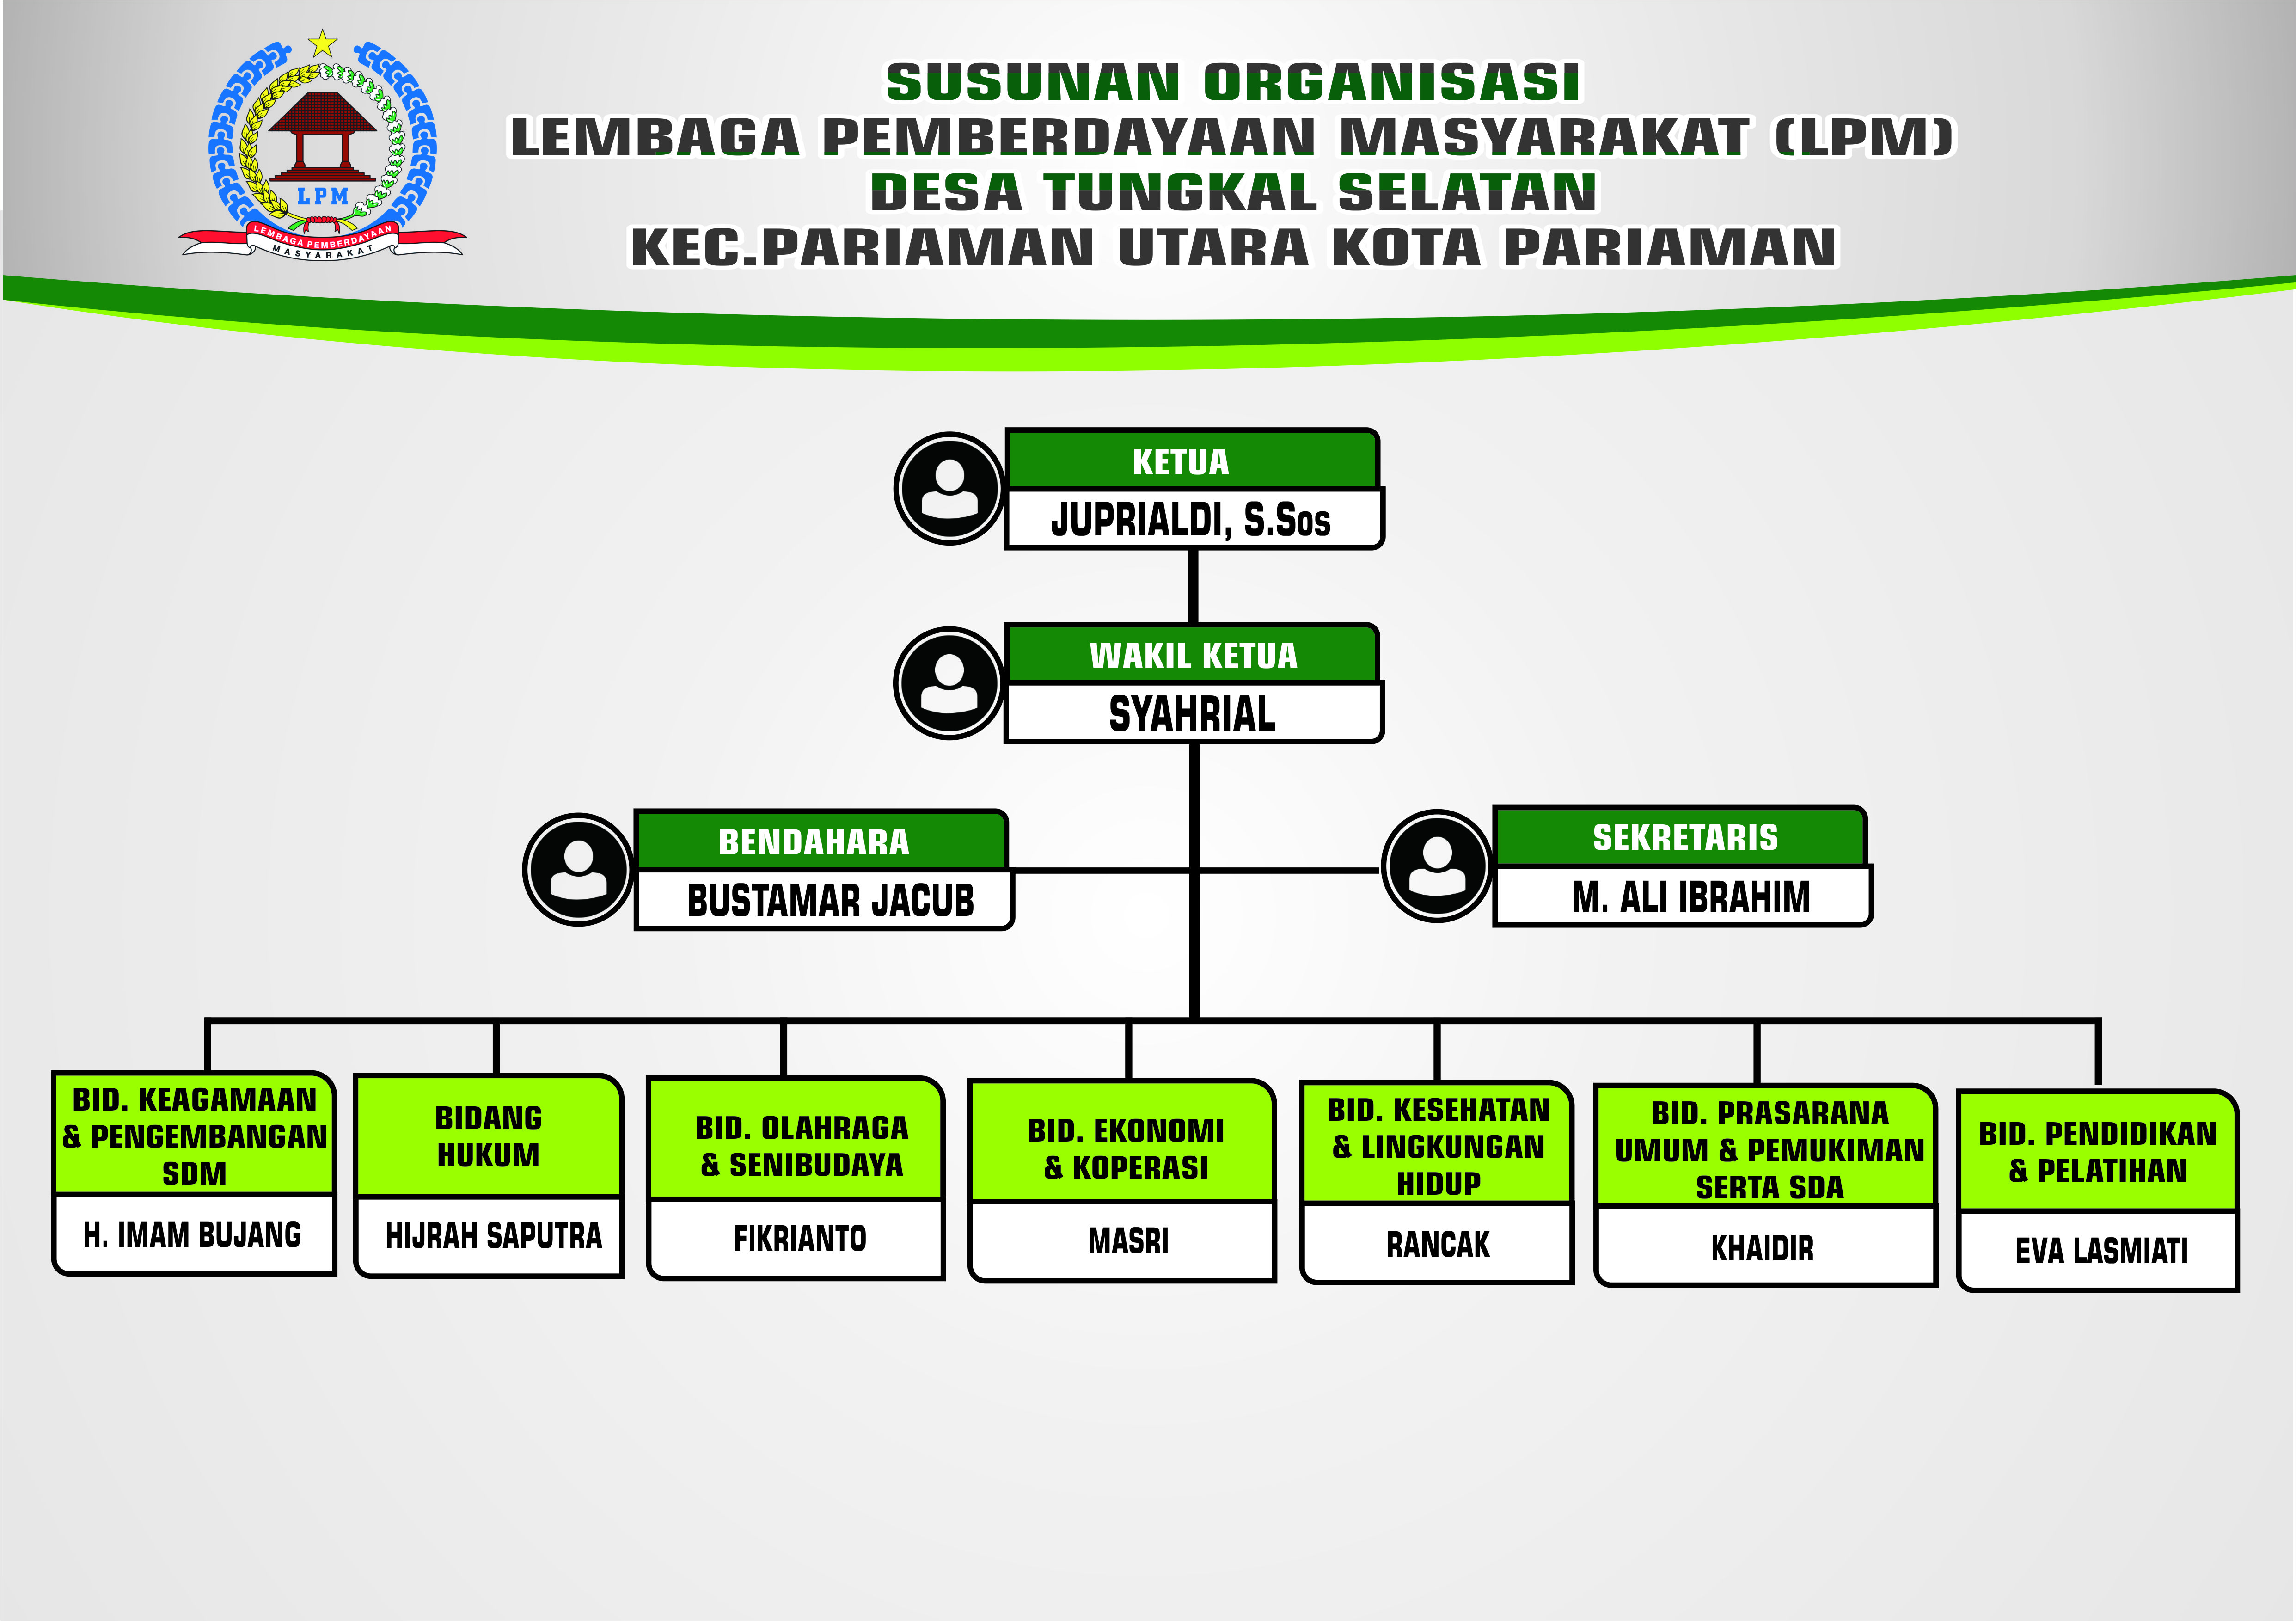 SUSUNAN ORGANISASI
LEMBAGA PEMBERDAYAAN MASYARAKAT (LPM)
DESA TUNGKAL SELATAN
KEC.PARIAMAN UTARA KOTA PARIAMAN
LPM
LEMBAGA PEMBERDAYAAN
MASYARAKAT
KETUA
JUPRIALDI, S.Sos
WAKIL KETUA
SYAHRIAL
BENDAHARA
BUSTAMAR JACUB
SEKRETARIS
M. ALI IBRAHIM
BID. KEAGAMAAN
& PENGEMBANGAN
SDM
H. IMAM BUJANG
BIDANG
HUKUM
HIJRAH SAPUTRA
BID. OLAHRAGA
& SENIBUDAYA
FIKRIANTO
BID. EKONOMI
& KOPERASI
MASRI
BID. KESEHATAN
& LINGKUNGAN
HIDUP
RANCAK
BID. PRASARANA
UMUM & PEMUKIMAN
SERTA SDA
KHAIDIR
BID. PENDIDIKAN
& PELATIHAN
EVA LASMIATI